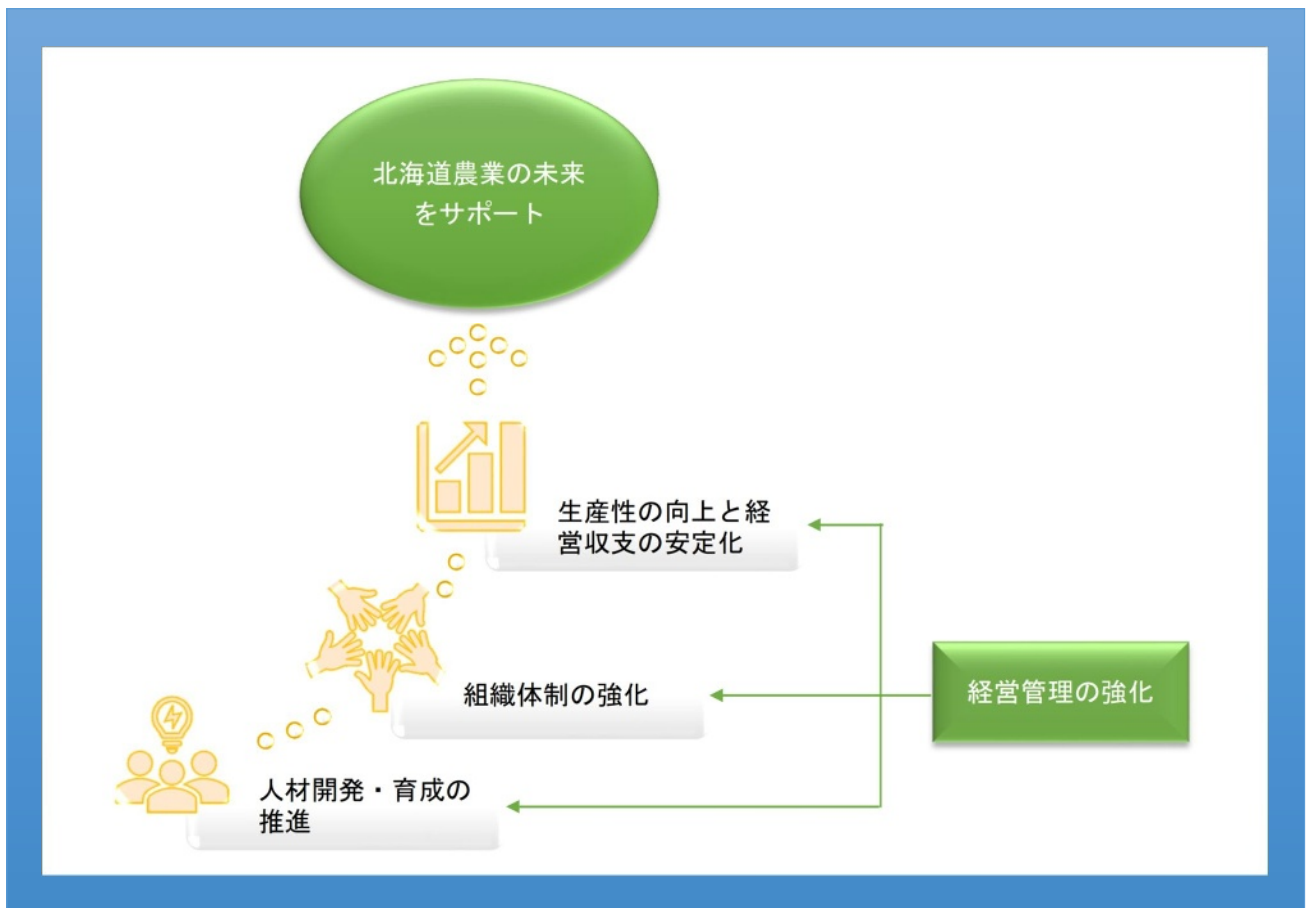 北海道農業の未来
をサポート
生産性の向上と経
営収支の安定化
組織体制の強化
経営管理の強化
人材開発・育成の
推進